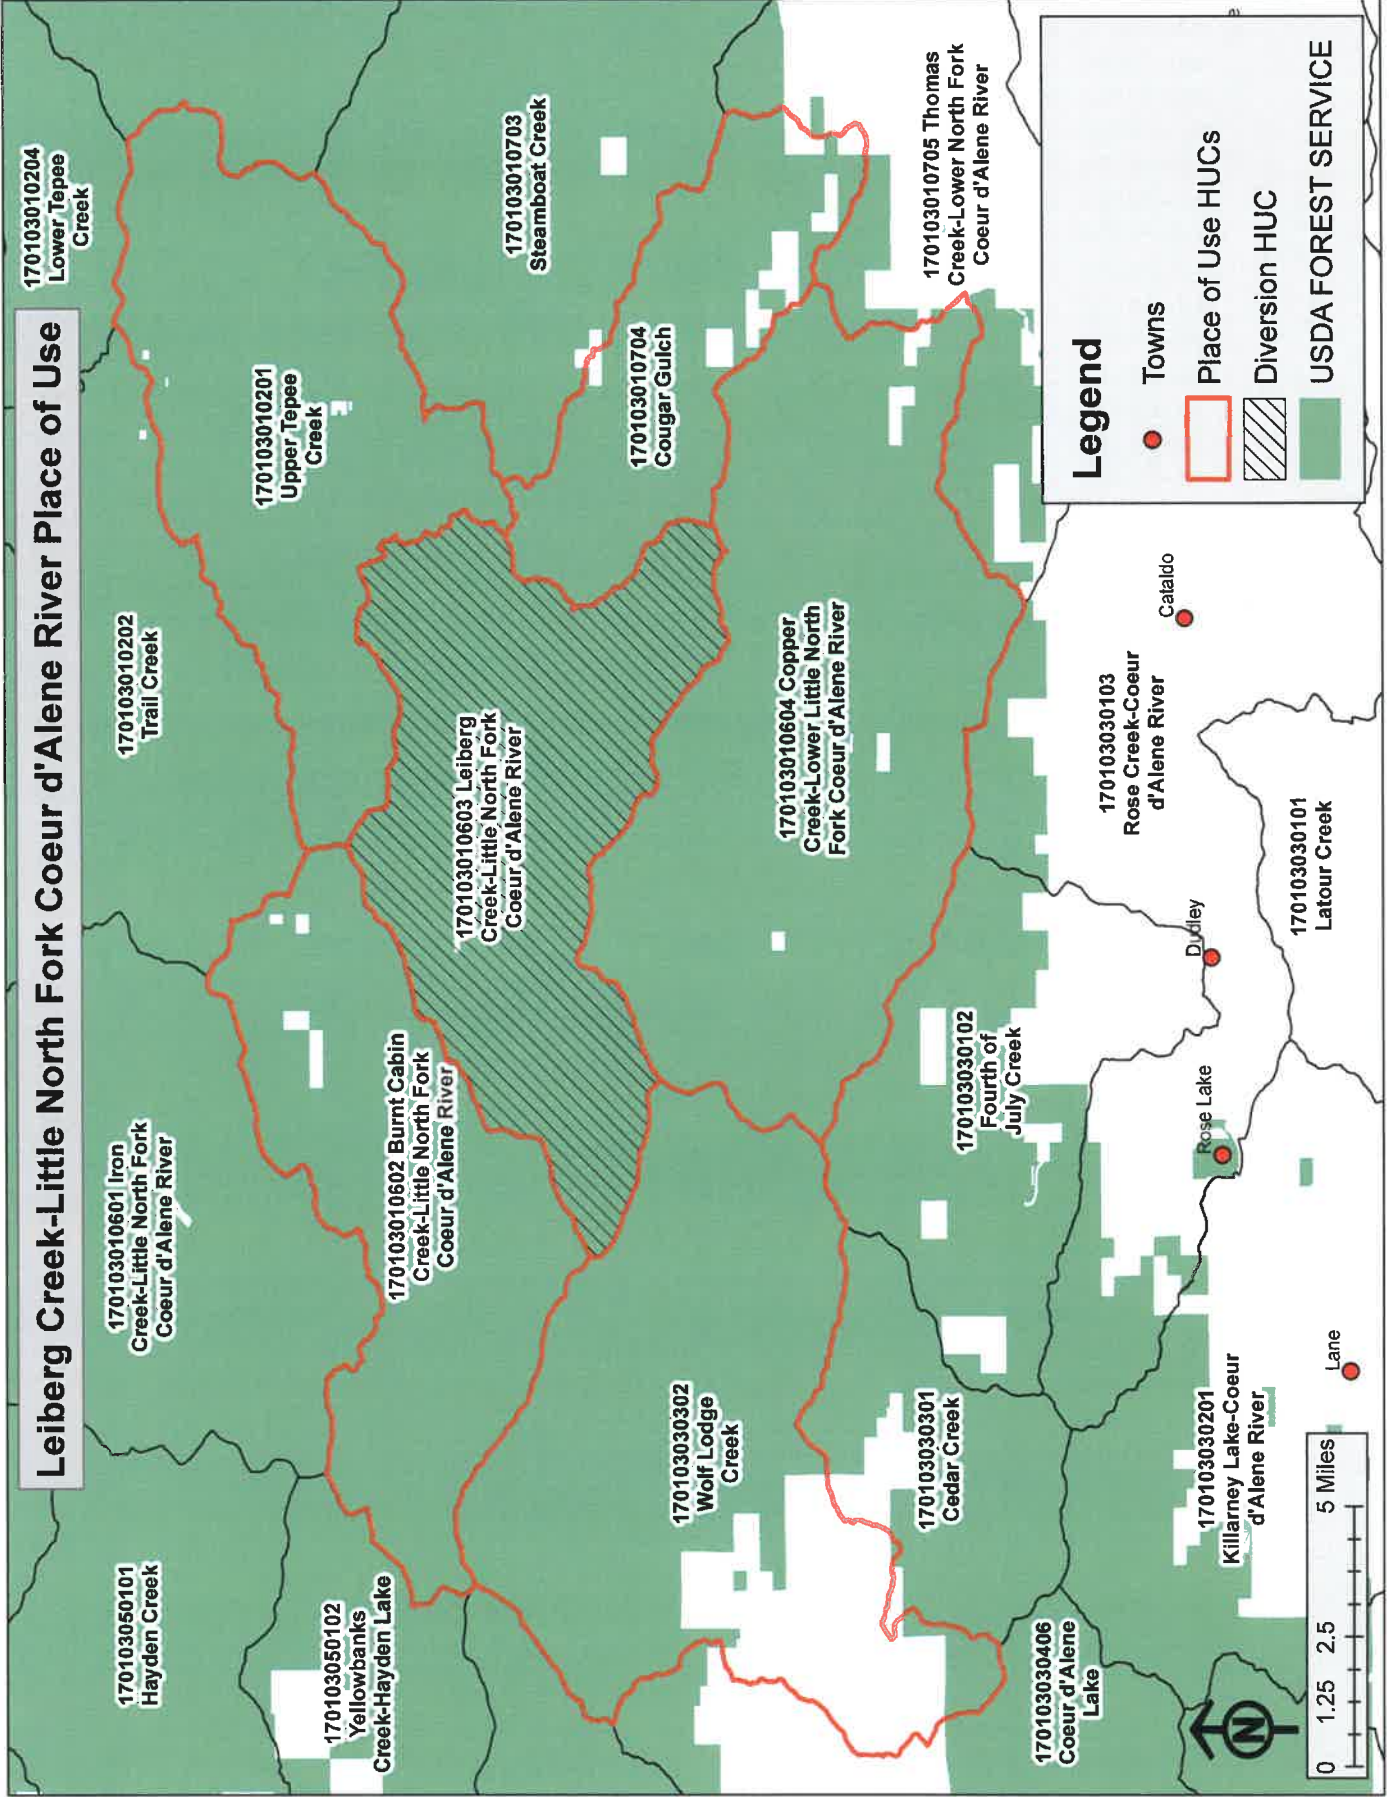 Leiberg Creek-Little North Fork Coeur d'Alene River Place of Use
170103050101
Hayden Creek
170103010601 Iron
Creek-Little North Fork
Coeur d'Alene River
170103010202
Trail Creek
170103010204
Lower Tepee
Creek
170103010201
Upper Tepee
Creek
170103050102
Yellowbanks
Creek-Hayden Lake
170103010602 Burnt Cabin
Creek-Little North Fork
Coeur d'Alene River
170103010603 Leiberg
Creek-Little North Fork
Coeur d'Alene River
170103010703
Steamboat Creek
170103010704
Cougar Gulch
170103030302
Wolf Lodge
Creek
170103010604 Copper
Creek-Lower Little North
Fork Coeur d'Alene River
170103010705 Thomas
Creek-Lower North Fork
Coeur d'Alene River
170103030301
Cedar Creek
170103030102
Fourth of
July Creek
170103030406
Coeur d'Alene
Lake
170103030103
Rose Creek-Coeur
d'Alene River
Cataldo
Dudley
Rose Lake
170103030201
Killarney Lake-Coeur
d'Alene River
170103030101
Latour Creek
Lane
N
0 1.25 2.5 5 Miles
Legend
Towns
Place of Use HUCs
Diversion HUC
USDA FOREST SERVICE